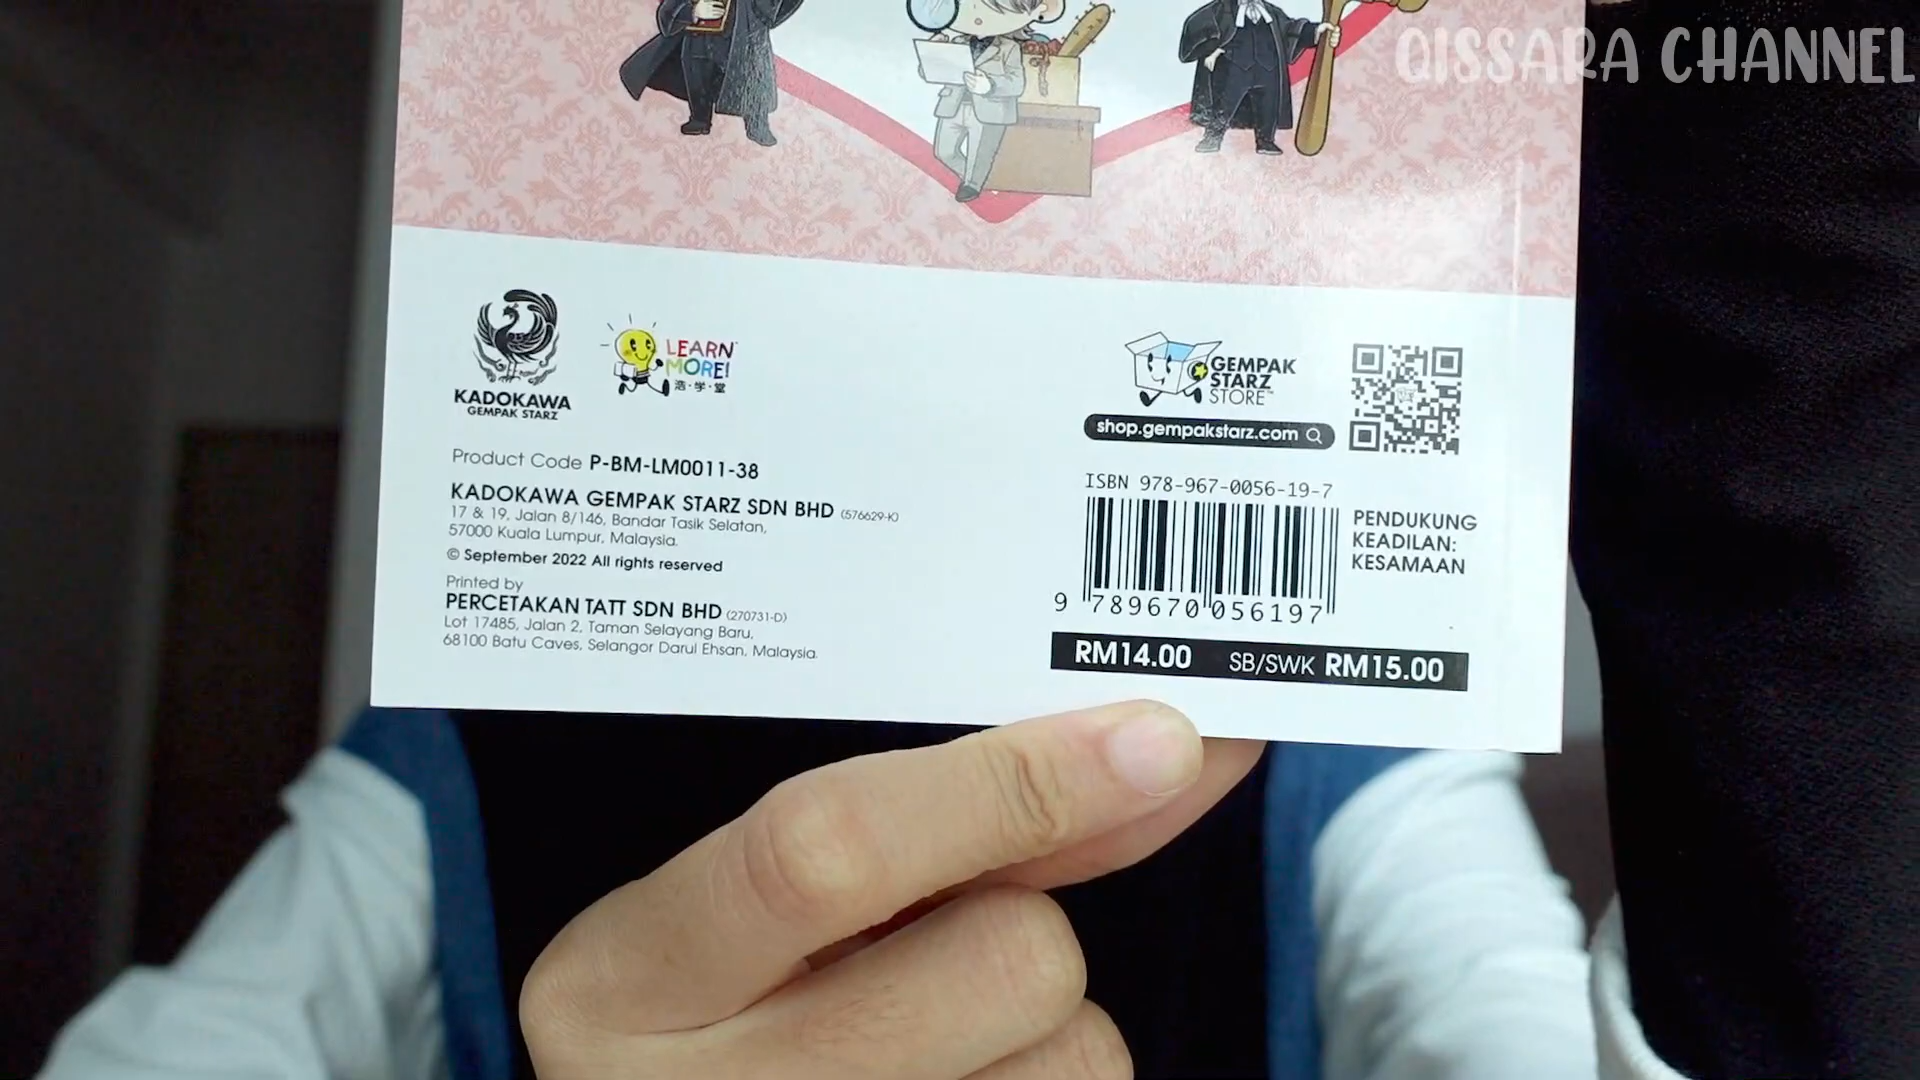 QISSARA CHANNEL
KADOKAWA
GEMPAK STARZ
LEARN
MORE!
浩·学·堂
Product Code P-BM-LM0011-38
KADOKAWA GEMPAK STARZ SDN BHD (576629-K)
17 & 19, Jalan 8/146, Bandar Tasik Selatan,
57000 Kuala Lumpur, Malaysia.
© September 2022 All rights reserved
Printed by
PERCETAKAN TATT SDN BHD (270731-D)
Lot 17485, Jalan 2, Taman Selayang Baru,
68100 Batu Caves, Selangor Darul Ehsan, Malaysia.
GEMPAK
STARZ
STORE™
shop.gempakstarz.com
ISBN 978-967-0056-19-7
9 789670 056197
PENDUKUNG
KEADILAN:
KESAMAAN
RM14.00 SB/SWK RM15.00